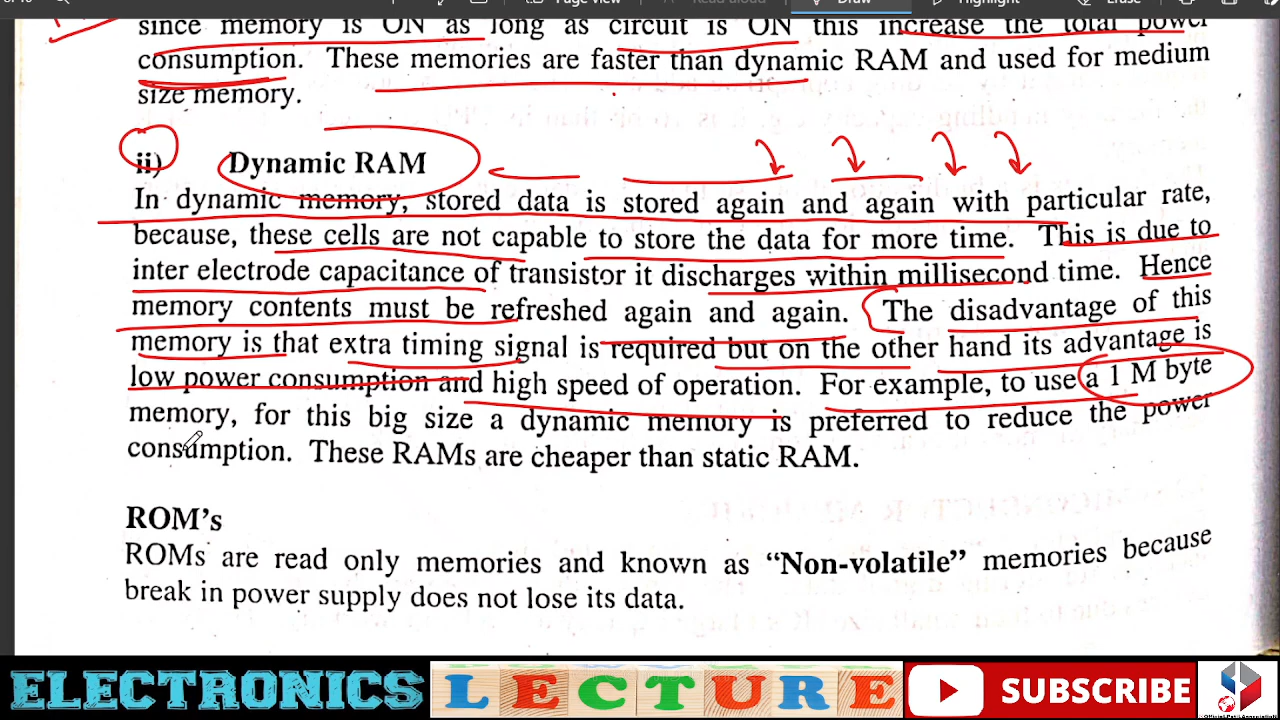 Page view
Read aloud
Draw
Highlight
Erase
since memory is ON as long as circuit is ON this increase the total power
consumption. These memories are faster than dynamic RAM and used for medium
size memory.
ii) Dynamic RAM
In dynamic memory, stored data is stored again and again with particular rate,
because, these cells are not capable to store the data for more time. This is due to
inter electrode capacitance of transistor it discharges within millisecond time. Hence
memory contents must be refreshed again and again. The disadvantage of this
memory is that extra timing signal is required but on the other hand its advantage is
low power consumption and high speed of operation. For example, to use a 1 M byte
memory, for this big size a dynamic memory is preferred to reduce the power
consumption. These RAMs are cheaper than static RAM.
ROM's
ROMs are read only memories and known as "Non-volatile" memories because
break in power supply does not lose its data.
ELECTRONICS LECTURE SUBSCRIBE